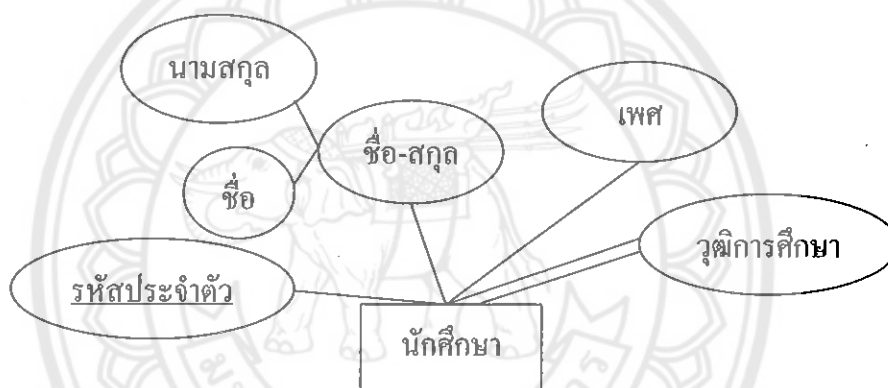 นามสกุล
เพศ
ชื่อ-สกุล
ชื่อ
วุฒิการศึกษา
รหัสประจำตัว
นักศึกษา